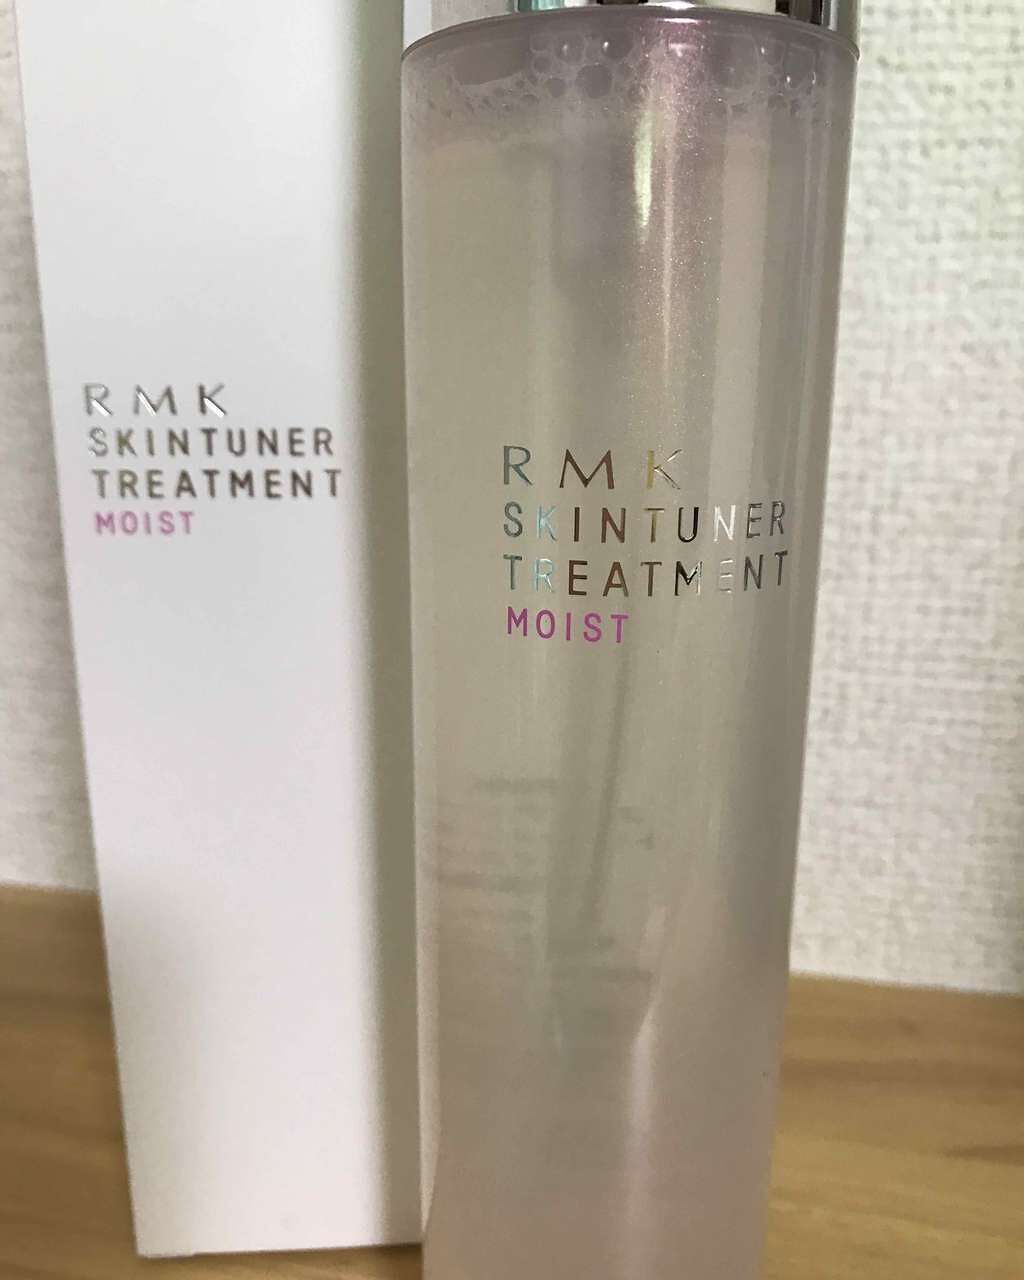 RMK
SKINTUNER
TREATMENT
MOIST
RMK
SKINTUNER
TREATMENT
MOIST